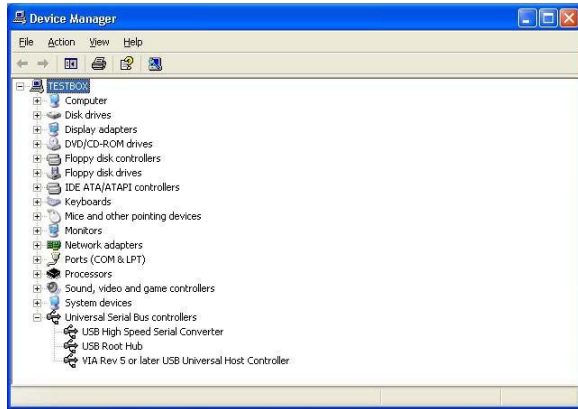 Device Manager
File Action View Help
TESTBOX
Computer
Disk drives
Display adapters
DVD/CD-ROM drives
Floppy disk controllers
Floppy disk drives
IDE ATA/ATAPI controllers
Keyboards
Mice and other pointing devices
Monitors
Network adapters
Ports (COM & LPT)
Processors
Sound, video and game controllers
System devices
Universal Serial Bus controllers
USB High Speed Serial Converter
USB Root Hub
VIA Rev 5 or later USB Universal Host Controller